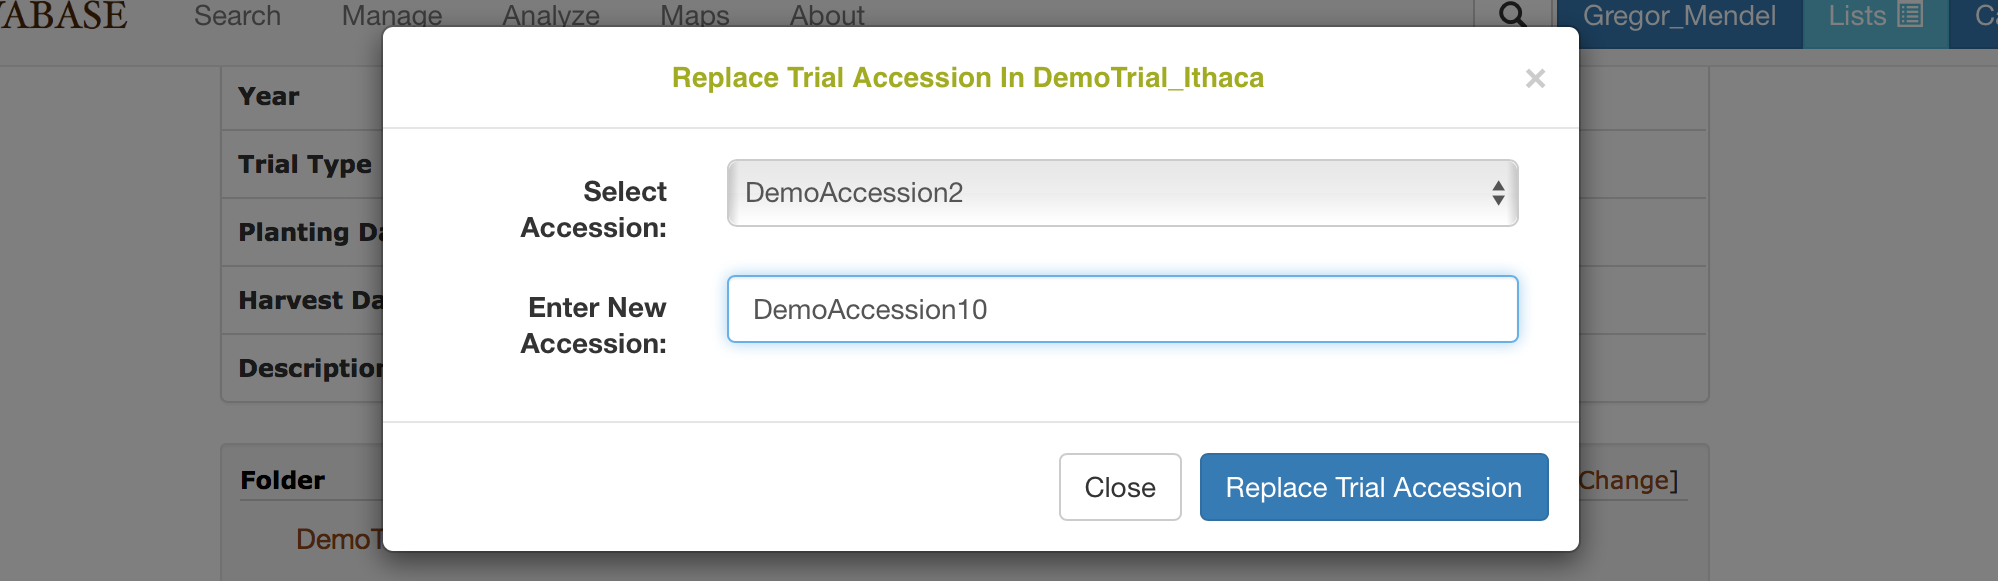 ABASE Search Manage Analyze Maps About Gregor_Mendel Lists Ca
Replace Trial Accession In DemoTrial_Ithaca ×
Year
Trial Type
Select Accession: DemoAccession2
Planting Da
Harvest Da
Enter New Accession: DemoAccession10
Description
Folder
Close Replace Trial Accession
Change]
DemoT